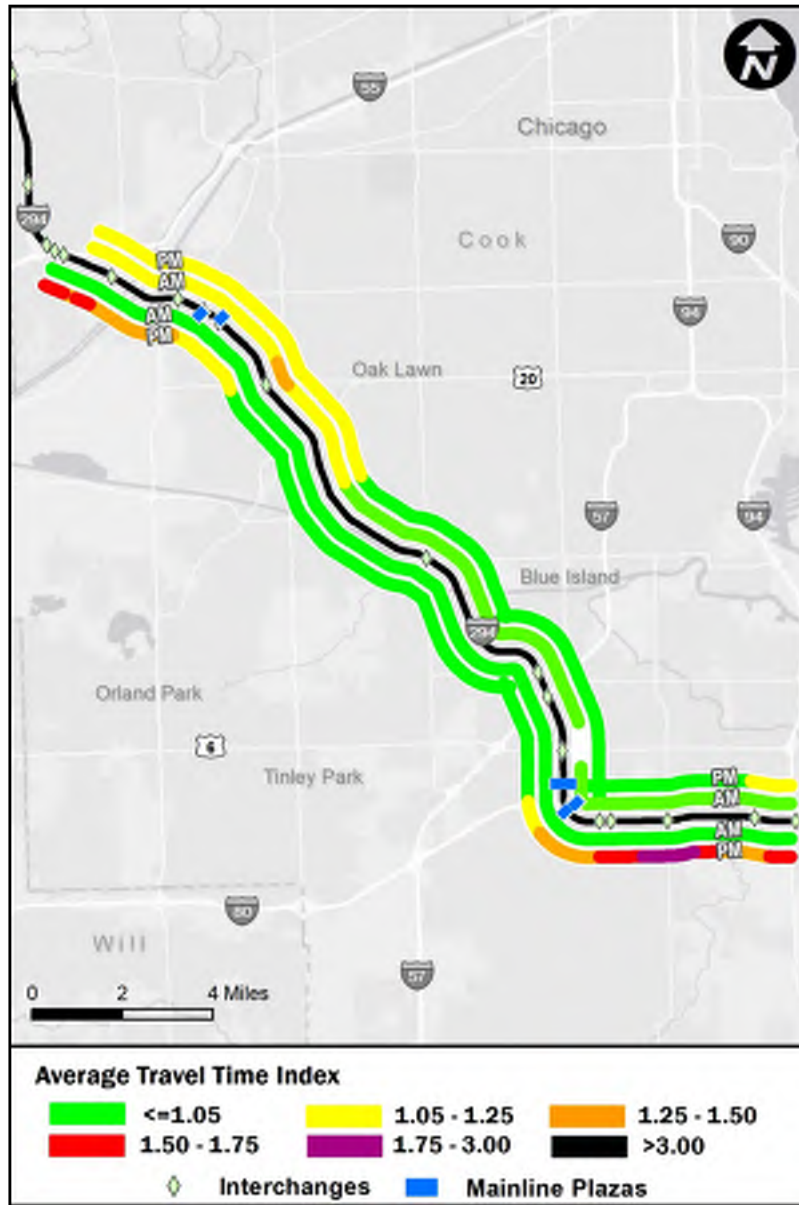 N
55
Chicago
294
Cook
90
PM
AM
94
AM
PM
Oak Lawn
20
57
94
Blue Island
294
Orland Park
6
Tinley Park
PM
AM
AM
PM
80
Will
57
0 2 4 Miles
Average Travel Time Index
<=1.05 1.05 - 1.25 1.25 - 1.50
1.50 - 1.75 1.75 - 3.00 >3.00
Interchanges Mainline Plazas